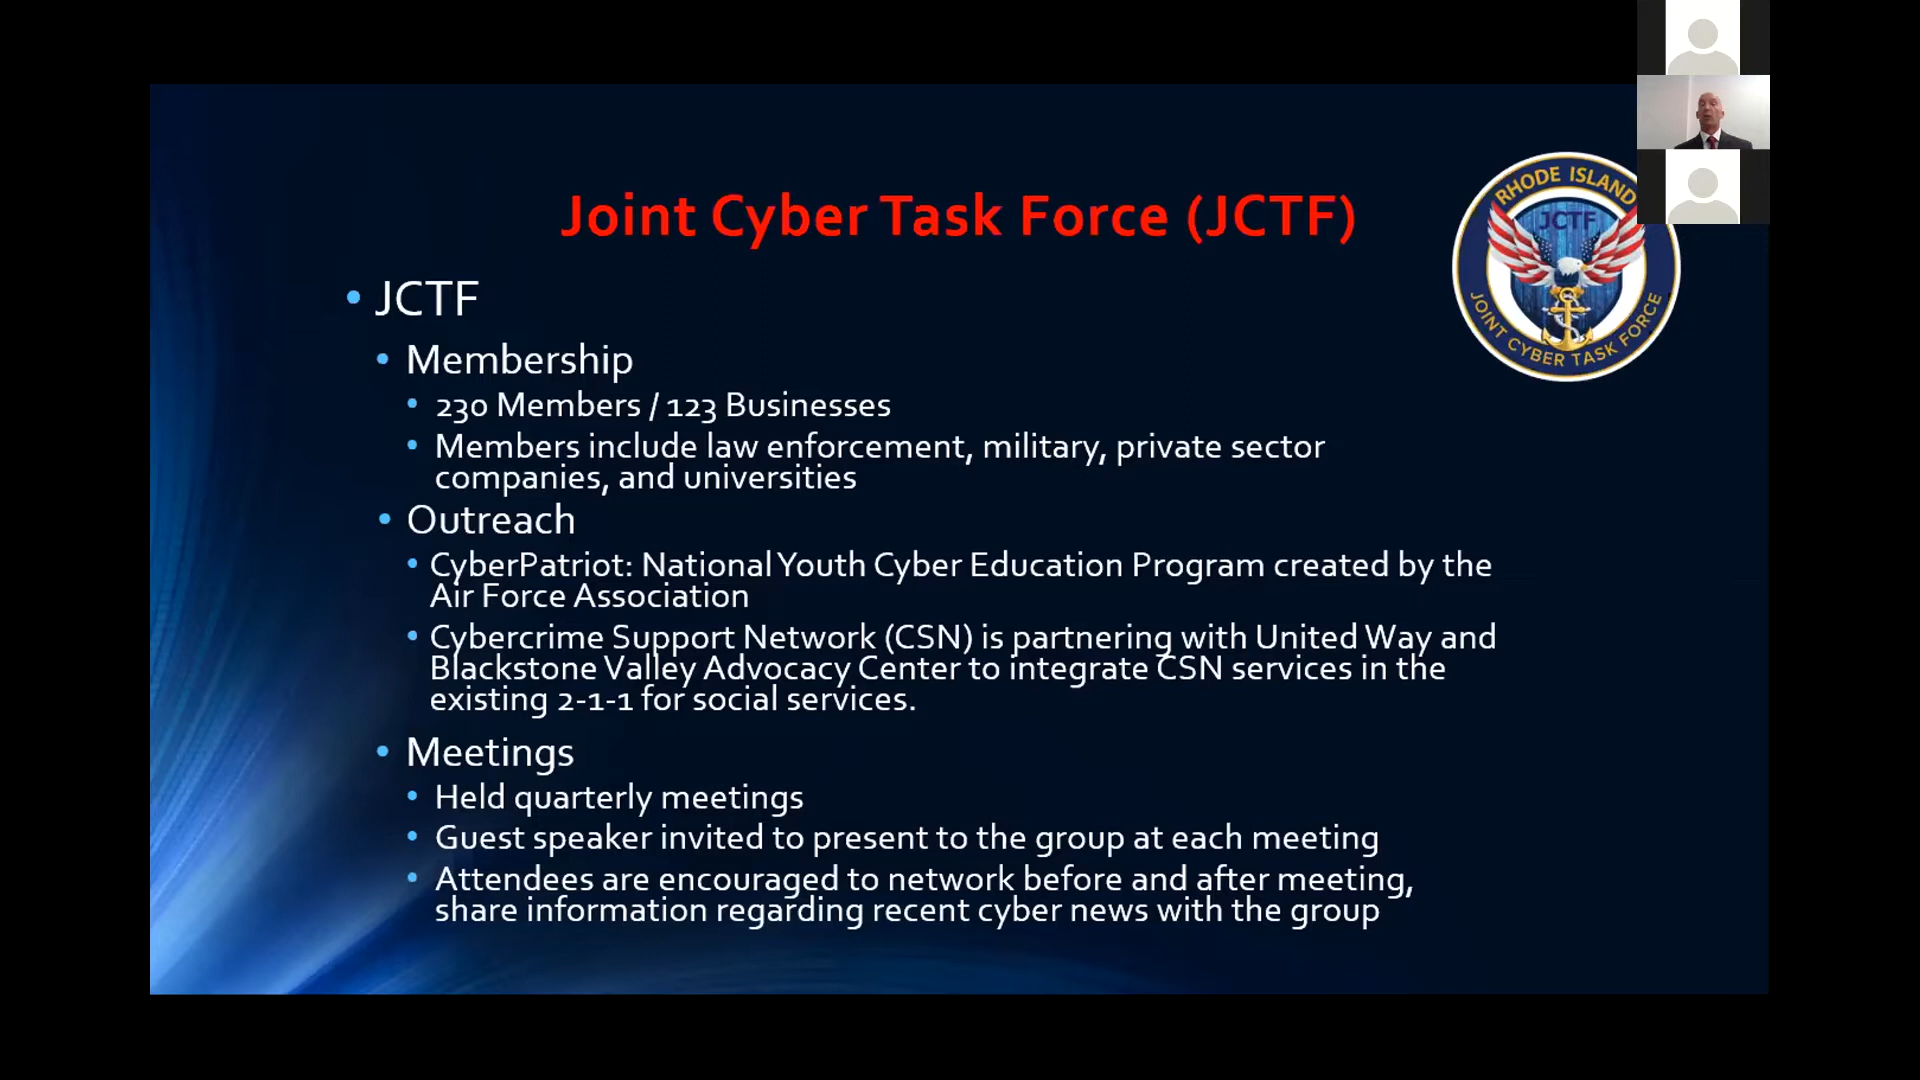 Joint Cyber Task Force (JCTF)
RHODE ISLAND
JCTF
JOINT CYBER TASK FORCE
• JCTF
• Membership
• 230 Members / 123 Businesses
• Members include law enforcement, military, private sector
companies, and universities
• Outreach
• CyberPatriot: National Youth Cyber Education Program created by the
Air Force Association
• Cybercrime Support Network (CSN) is partnering with United Way and
Blackstone Valley Advocacy Center to integrate CSN services in the
existing 2-1-1 for social services.
• Meetings
• Held quarterly meetings
• Guest speaker invited to present to the group at each meeting
• Attendees are encouraged to network before and after meeting,
share information regarding recent cyber news with the group